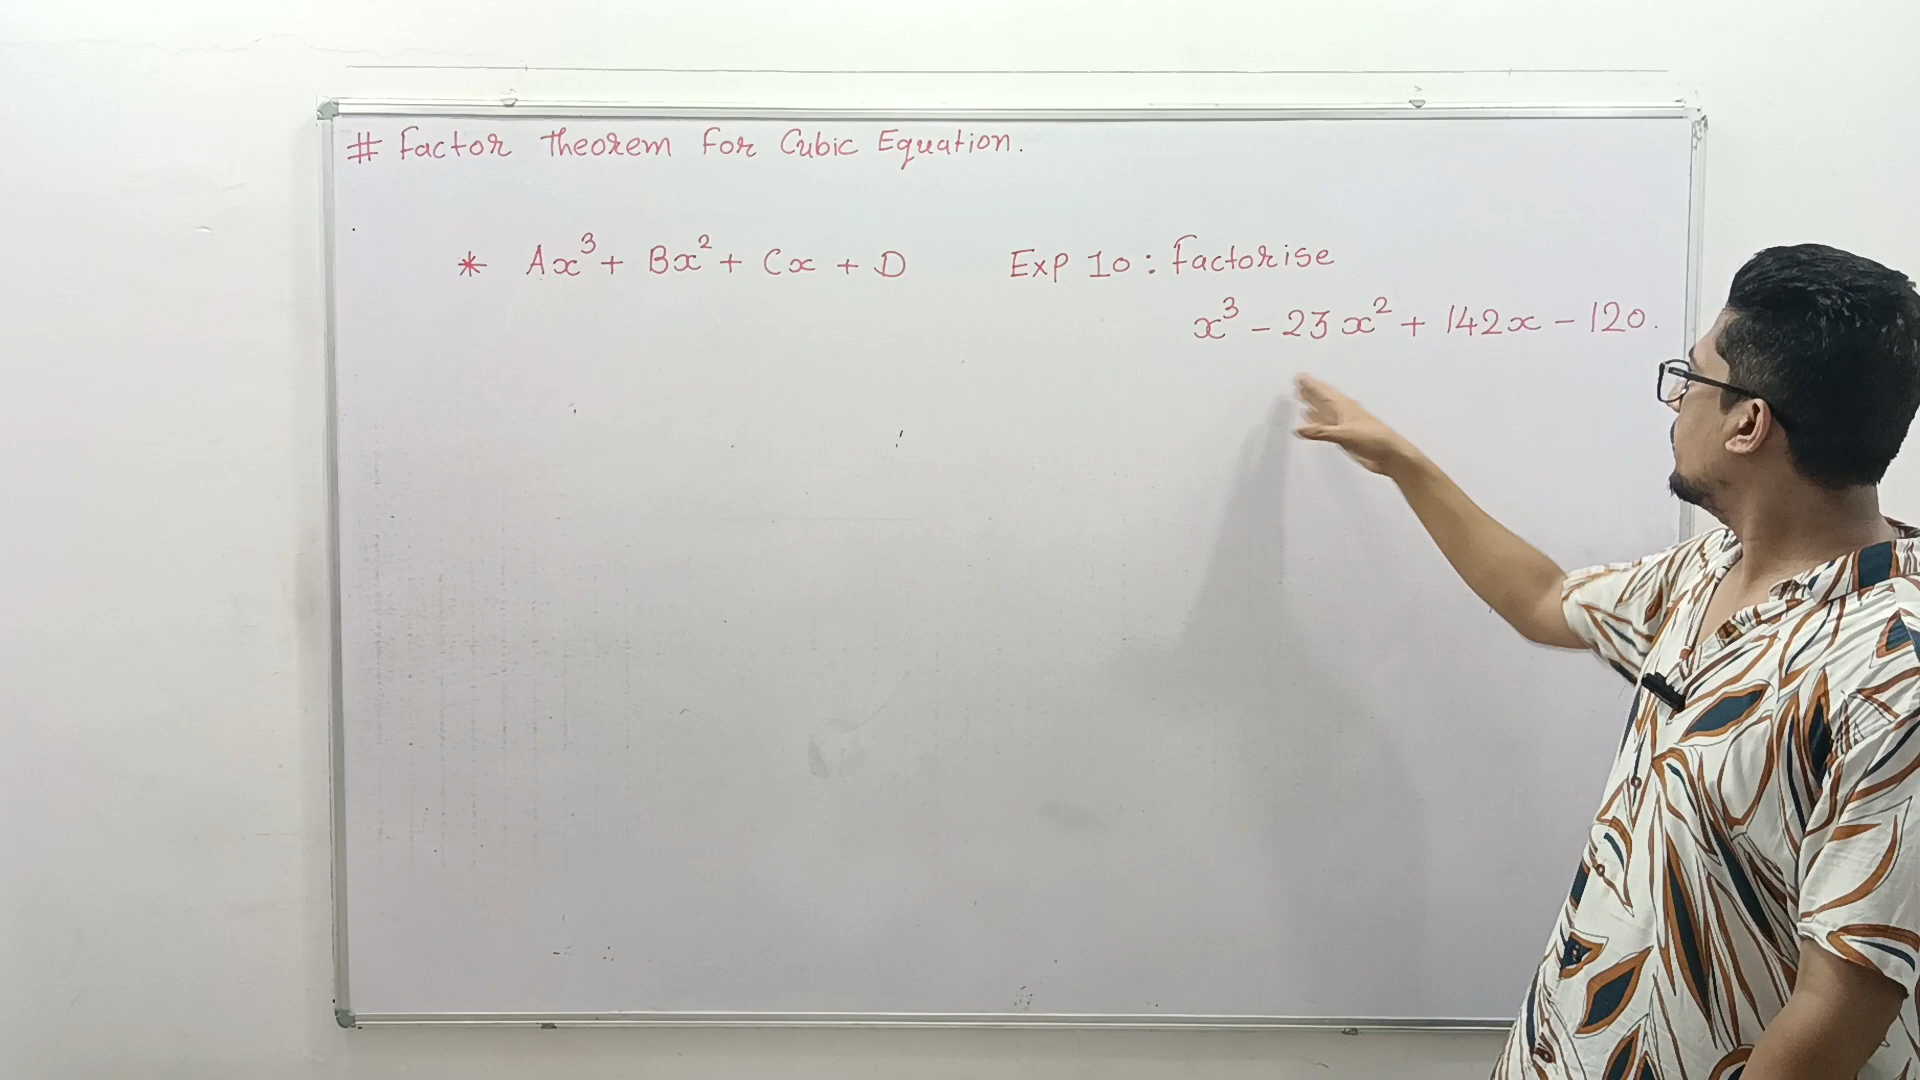 # Factor Theorem For Cubic Equation.
* Ax³ + Bx² + Cx + D
Exp 10 : Factorise
x³ - 23x² + 142x - 120.